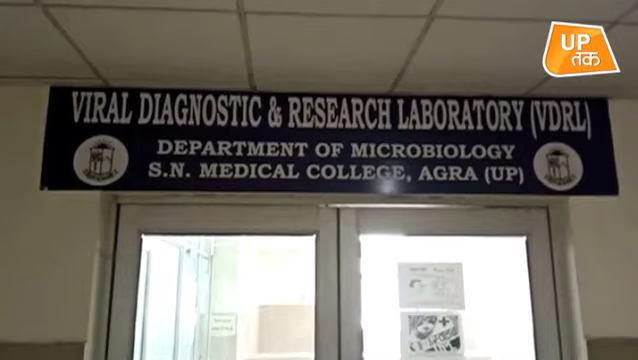 UP
तक
VIRAL DIAGNOSTIC & RESEARCH LABORATORY (VDRL)
DEPARTMENT OF MICROBIOLOGY
S.N. MEDICAL COLLEGE, AGRA (UP)